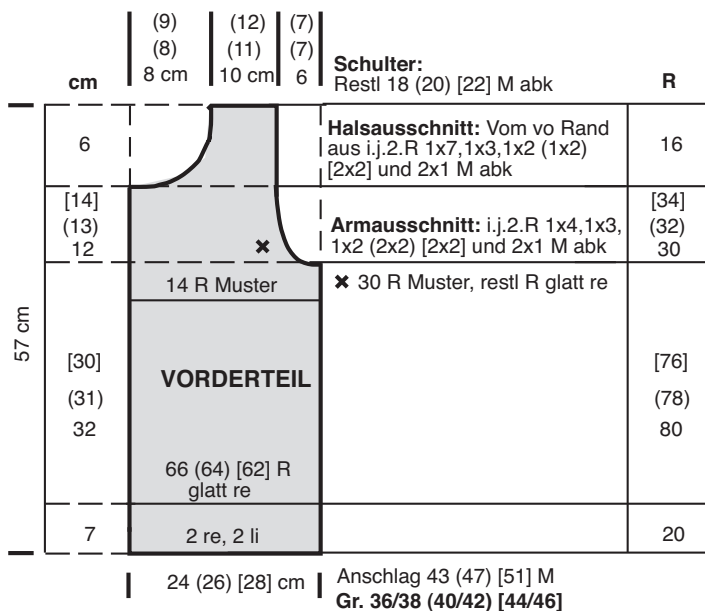 (9) (12) (7)
(8) (11) (7)
8 cm 10 cm 6
Schulter:
cm Restl 18 (20) [22] M abk R
6
Halsausschnitt: Vom vo Rand
aus i.j.2.R 1x7,1x3,1x2 (1x2)
[2x2] und 2x1 M abk
16
[14]
(13)
12
Armausschnitt: i.j.2.R 1x4,1x3,
1x2 (2x2) [2x2] und 2x1 M abk
[34]
(32)
30
✖
14 R Muster
✖ 30 R Muster, restl R glatt re
57 cm
[30]
(31)
32
VORDERTEIL
[76]
(78)
80
66 (64) [62] R
glatt re
7 2 re, 2 li 20
24 (26) [28] cm Anschlag 43 (47) [51] M
Gr. 36/38 (40/42) [44/46]